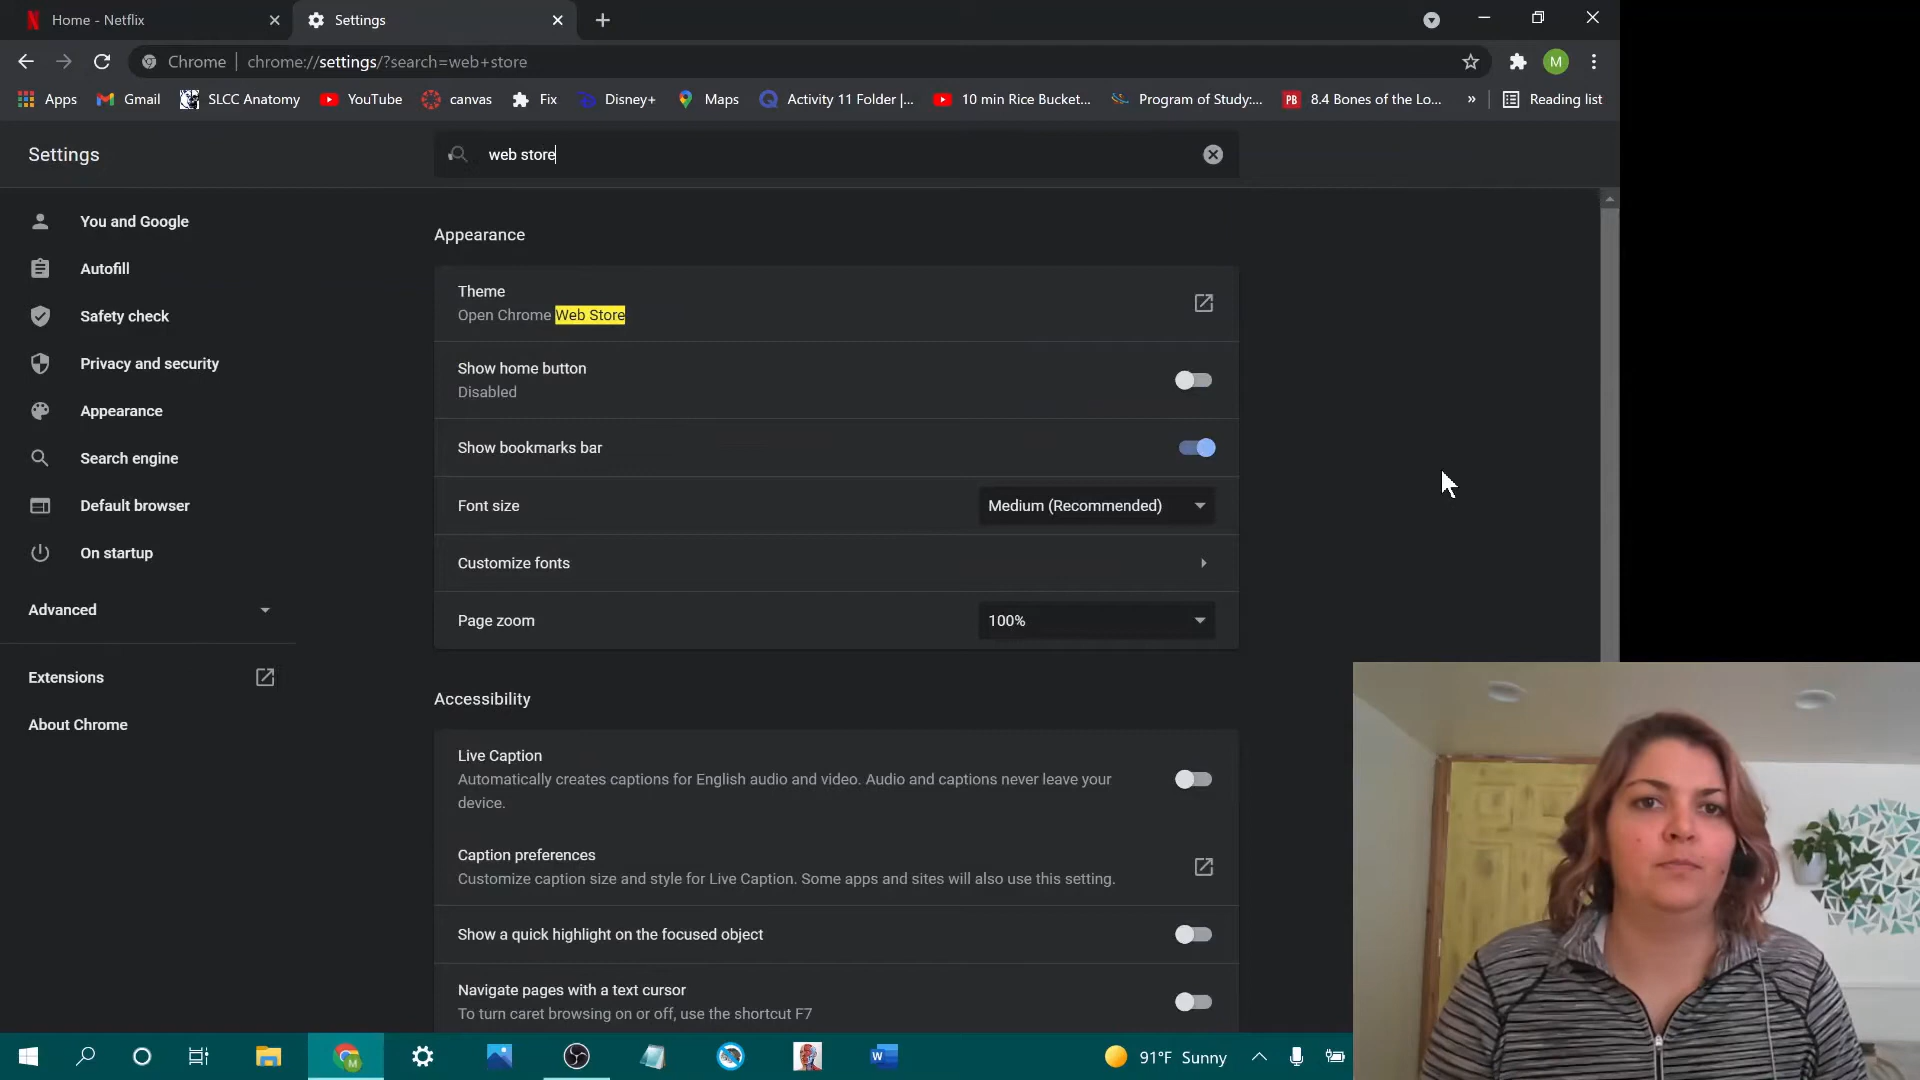 Home - Netflix
Settings
Chrome
chrome://settings/?search=web+store
M
Apps
Gmail
SLCC Anatomy
YouTube
canvas
Fix
Disney+
Maps
Activity 11 Folder |...
10 min Rice Bucket...
Program of Study:...
PB
8.4 Bones of the Lo...
»
Reading list
Settings
web store
You and Google
Autofill
Safety check
Privacy and security
Appearance
Search engine
Default browser
On startup
Advanced
Extensions
About Chrome
Appearance
Theme
Open Chrome Web Store
Show home button
Disabled
Show bookmarks bar
Font size
Medium (Recommended)
Customize fonts
Page zoom
100%
Accessibility
Live Caption
Automatically creates captions for English audio and video. Audio and captions never leave your
device.
Caption preferences
Customize caption size and style for Live Caption. Some apps and sites will also use this setting.
Show a quick highlight on the focused object
Navigate pages with a text cursor
To turn caret browsing on or off, use the shortcut F7
M
W
91°F Sunny